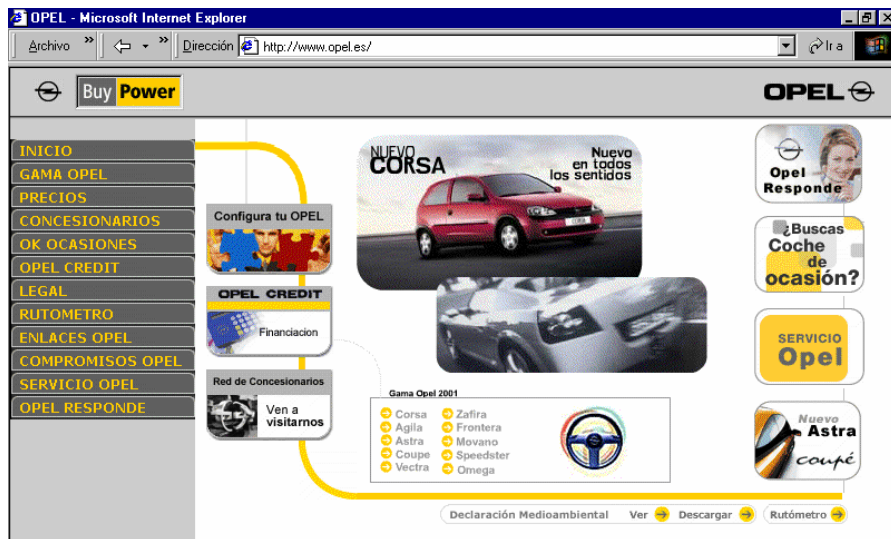 OPEL - Microsoft Internet Explorer
Archivo » » Dirección http://www.opel.es/ Ir a
Buy Power
OPEL
INICIO
GAMA OPEL
PRECIOS
CONCESIONARIOS
OK OCASIONES
OPEL CREDIT
LEGAL
RUTOMETRO
ENLACES OPEL
COMPROMISOS OPEL
SERVICIO OPEL
OPEL RESPONDE
Configura tu OPEL
OPEL CREDIT
Financiacion
Red de Concesionarios
Ven a
visitarnos
NUEVO
CORSA
Nuevo
en todos
los sentidos
CORSA
Gama Opel 2001
Corsa
Agila
Astra
Coupe
Vectra
Zafira
Frontera
Movano
Speedster
Omega
Opel
Responde
¿Buscas
Coche
de
ocasión?
SERVICIO
Opel
Nuevo
Astra
coupé
Declaración Medioambiental Ver Descargar Rutómetro